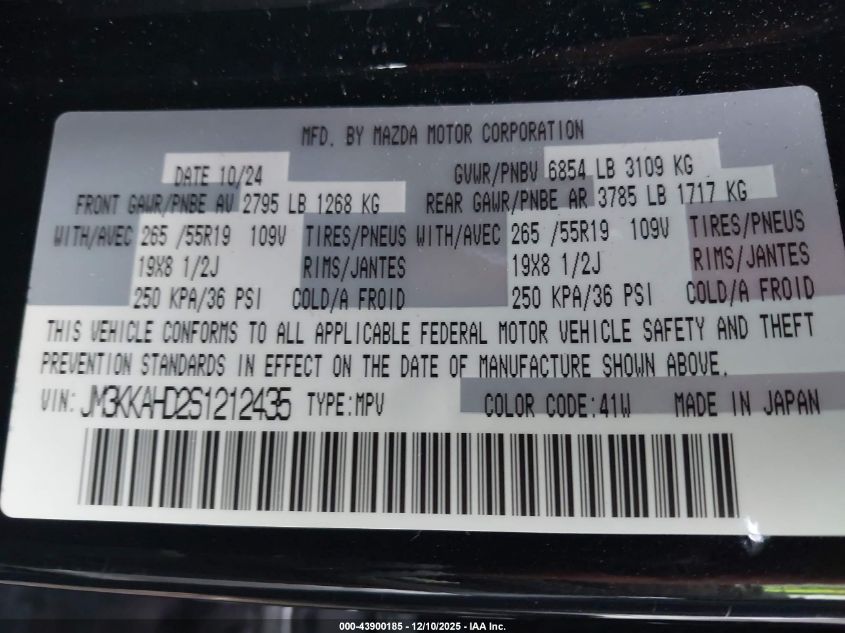 MFD. BY MAZDA MOTOR CORPORATION
DATE 10/24 GVWR/PNBV 6854 LB 3109 KG
FRONT GAWR/PNBE AV 2795 LB 1268 KG REAR GAWR/PNBE AR 3785 LB 1717 KG
WITH/AVEC 265 /55R19 109V TIRES/PNEUS WITH/AVEC 265 /55R19 109V TIRES/PNEUS
19X8 1/2J RIMS/JANTES 19X8 1/2J RIMS/JANTES
250 KPA/36 PSI COLD/A FROID 250 KPA/36 PSI COLD/A FROID
THIS VEHICLE CONFORMS TO ALL APPLICABLE FEDERAL MOTOR VEHICLE SAFETY AND THEFT
PREVENTION STANDARDS IN EFFECT ON THE DATE OF MANUFACTURE SHOWN ABOVE.
VIN: JM3KKAHD2S1212435 TYPE:MPV COLOR CODE:41W MADE IN JAPAN
000-43900185 - 12/10/2025 - IAA Inc.